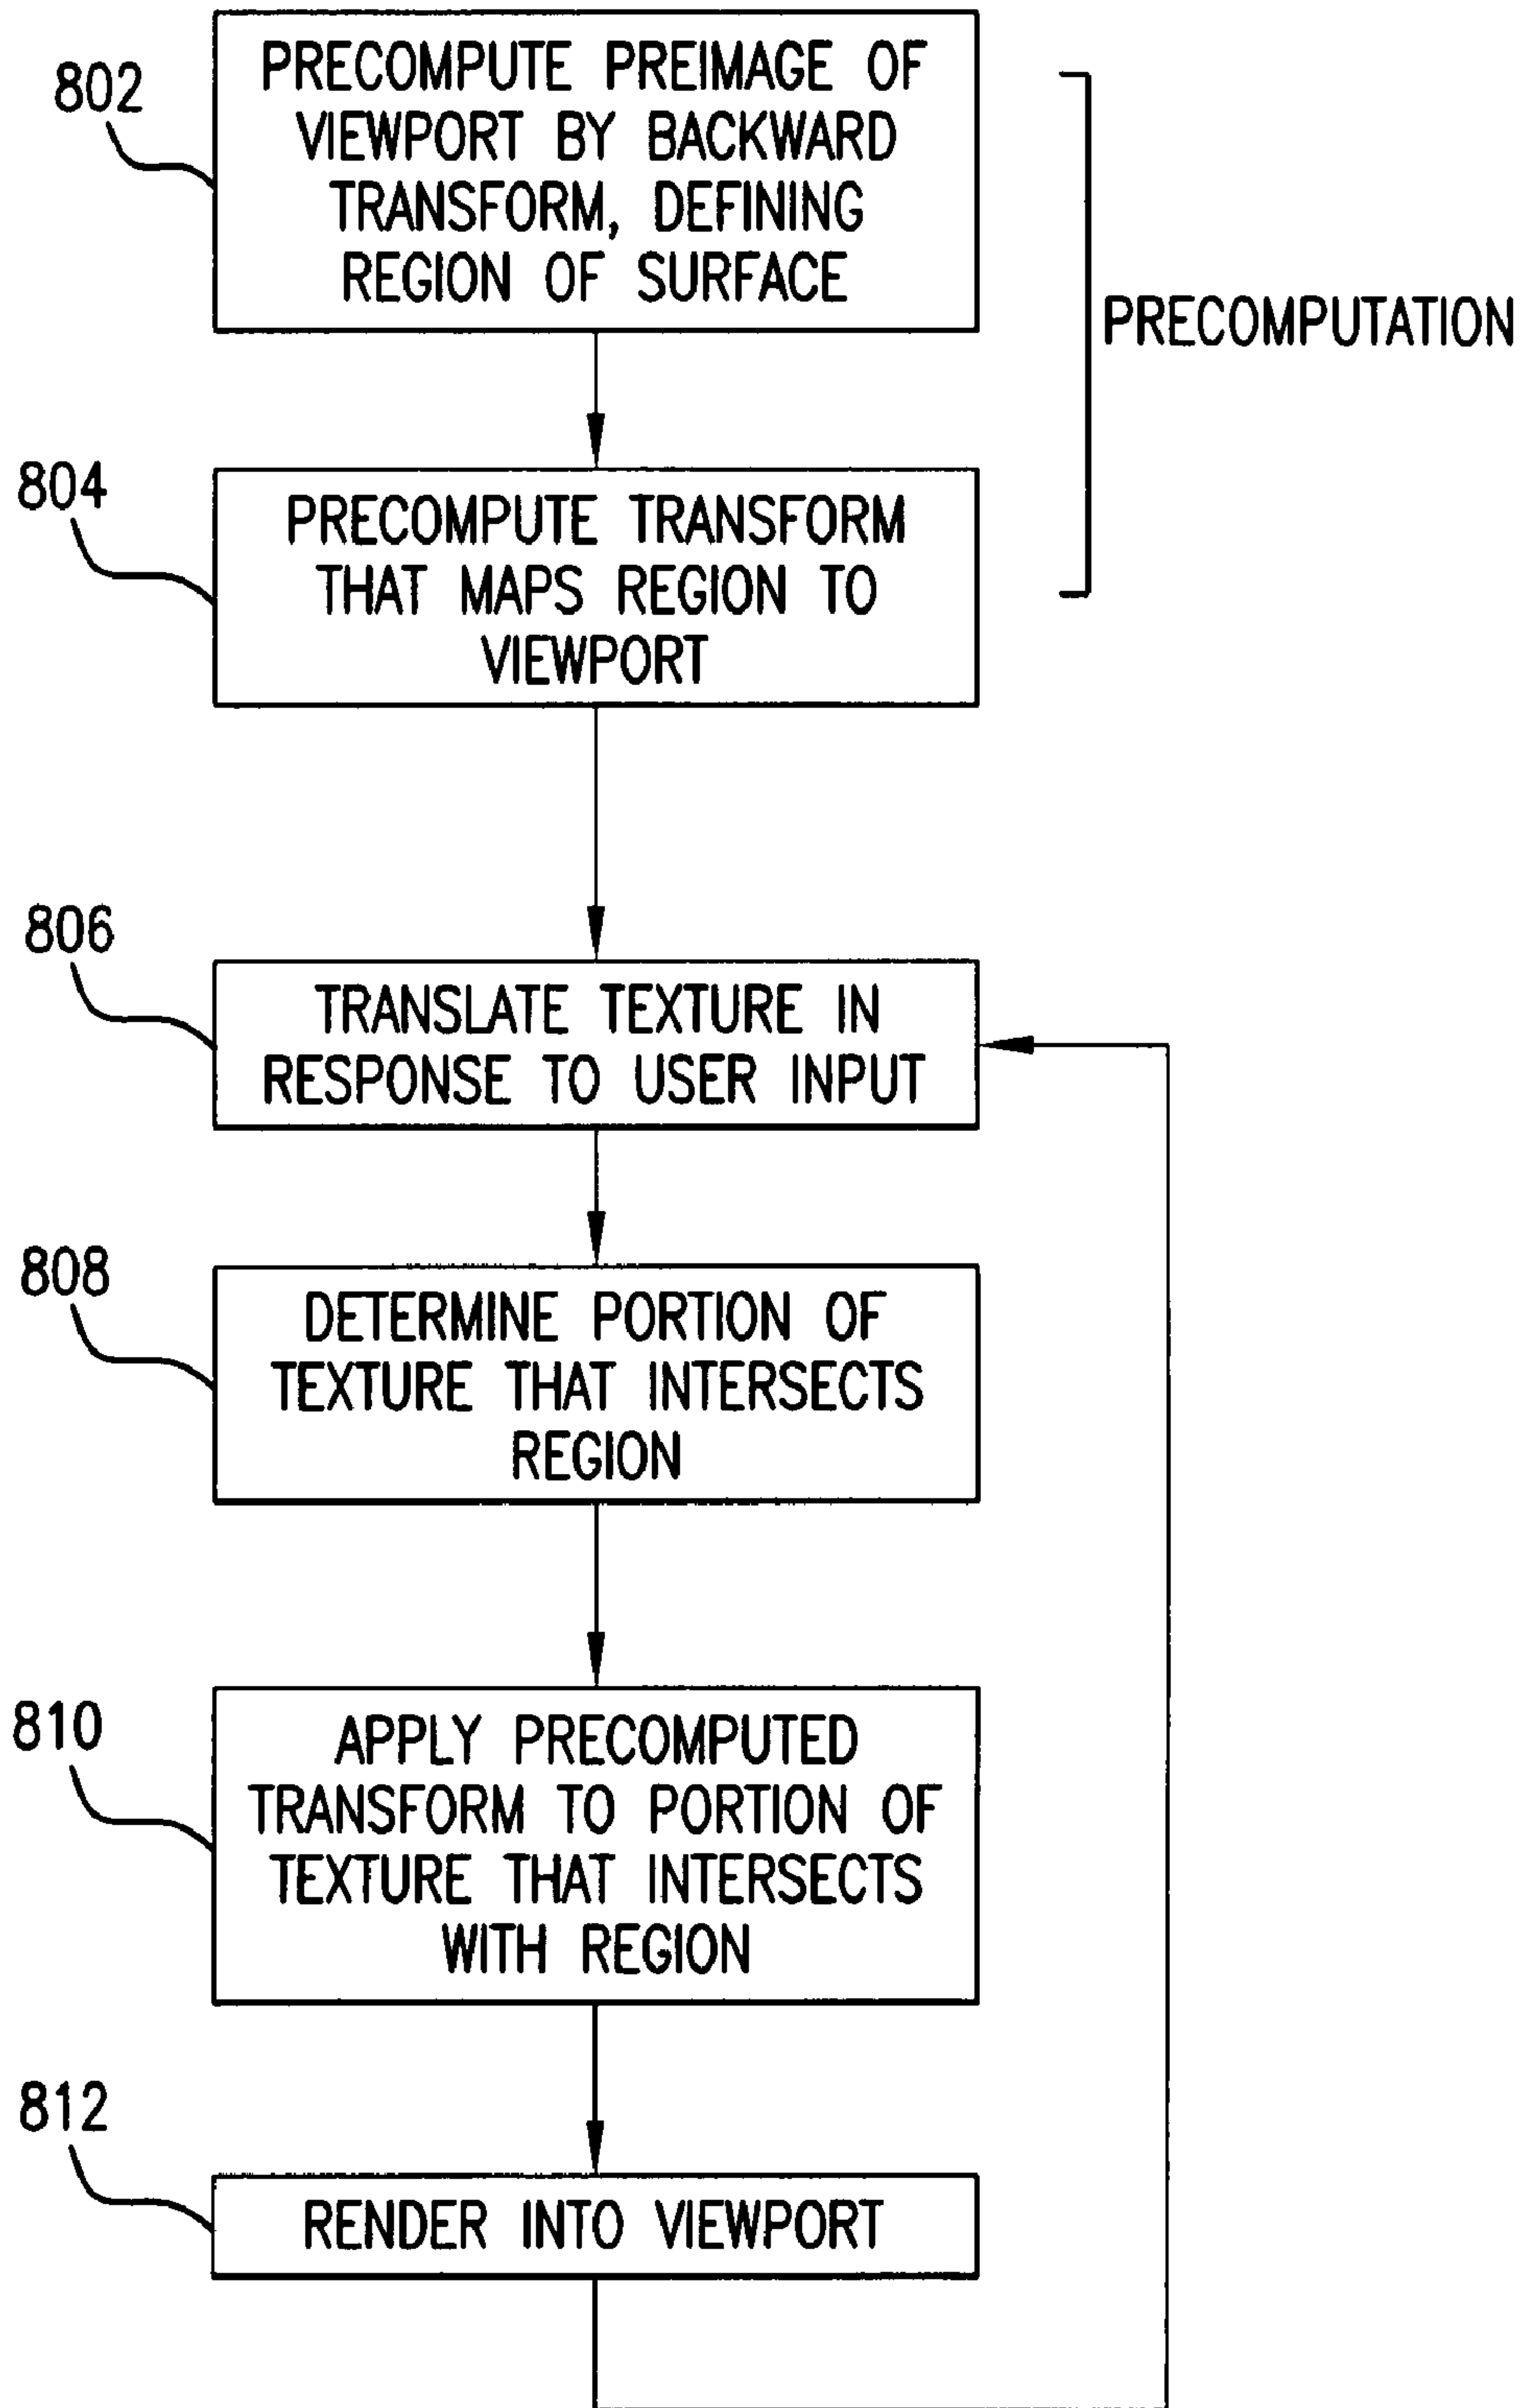 802
PRECOMPUTE PREIMAGE OF
VIEWPORT BY BACKWARD
TRANSFORM, DEFINING
REGION OF SURFACE
PRECOMPUTATION
804
PRECOMPUTE TRANSFORM
THAT MAPS REGION TO
VIEWPORT
806
TRANSLATE TEXTURE IN
RESPONSE TO USER INPUT
808
DETERMINE PORTION OF
TEXTURE THAT INTERSECTS
REGION
810
APPLY PRECOMPUTED
TRANSFORM TO PORTION OF
TEXTURE THAT INTERSECTS
WITH REGION
812
RENDER INTO VIEWPORT